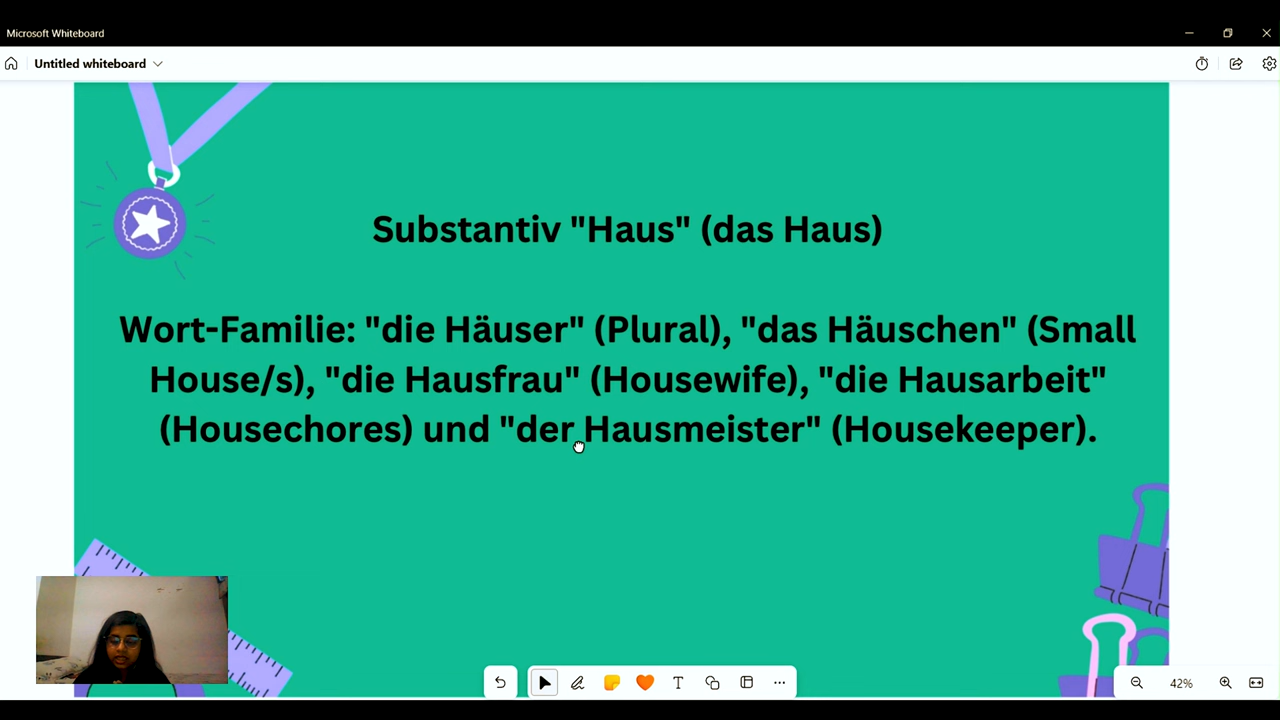 Microsoft Whiteboard
Untitled whiteboard
Substantiv "Haus" (das Haus)
Wort-Familie: "die Häuser" (Plural), "das Häuschen" (Small
House/s), "die Hausfrau" (Housewife), "die Hausarbeit"
(Housechores) und "der Hausmeister" (Housekeeper).
42%